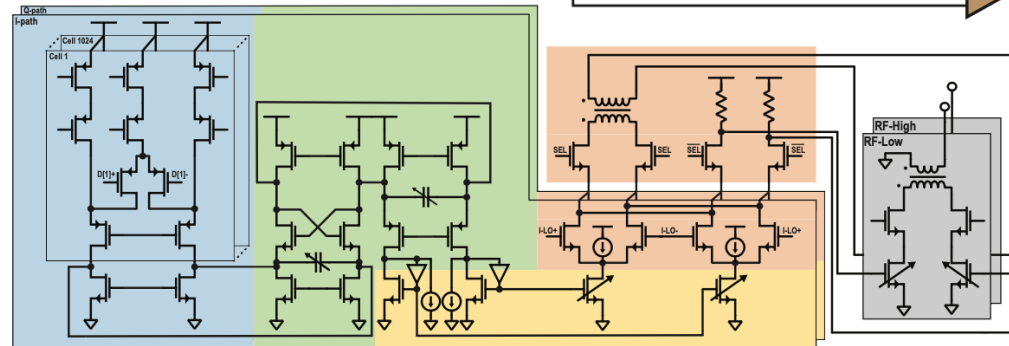 Q-path
I-path
Cell 1024
Cell 1
D[1]+
D[1]-
SEL
SEL
SEL
SEL
I-LO+
I-LO-
I-LO+
RF-High
RF-Low